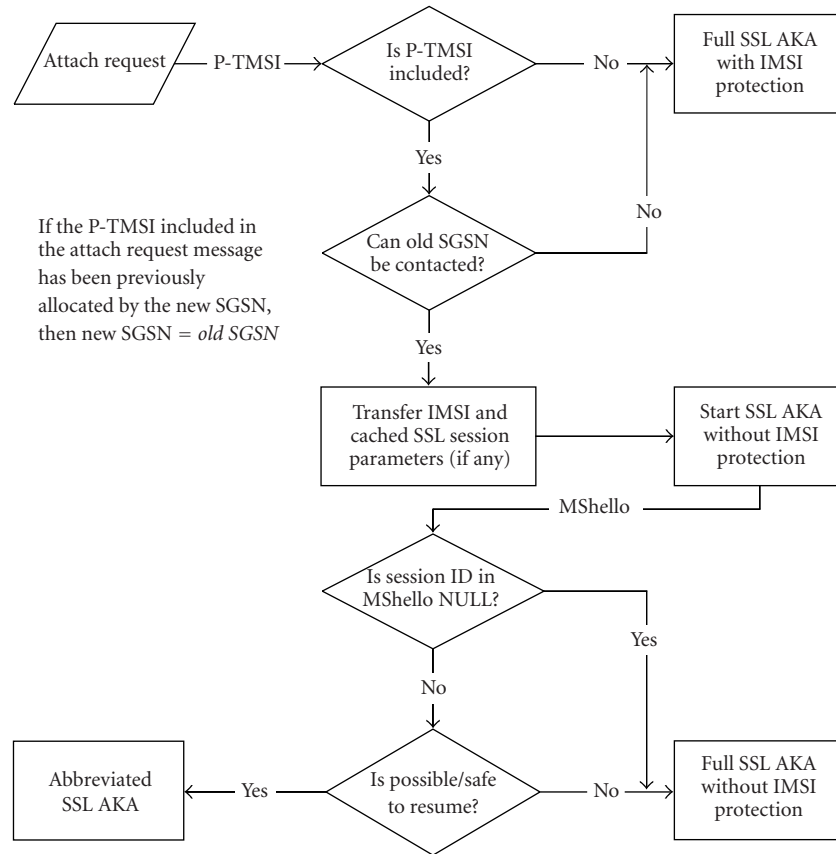 Attach request
P-TMSI
Is P-TMSI
included?
No
Full SSL AKA
with IMSI
protection
Yes
No
If the P-TMSI included in
the attach request message
has been previously
allocated by the new SGSN,
then new SGSN = old SGSN
Can old SGSN
be contacted?
Yes
Transfer IMSI and
cached SSL session
parameters (if any)
Start SSL AKA
without IMSI
protection
MShello
Is session ID in
MShello NULL?
Yes
No
Abbreviated
SSL AKA
Yes
Is possible/safe
to resume?
No
Full SSL AKA
without IMSI
protection